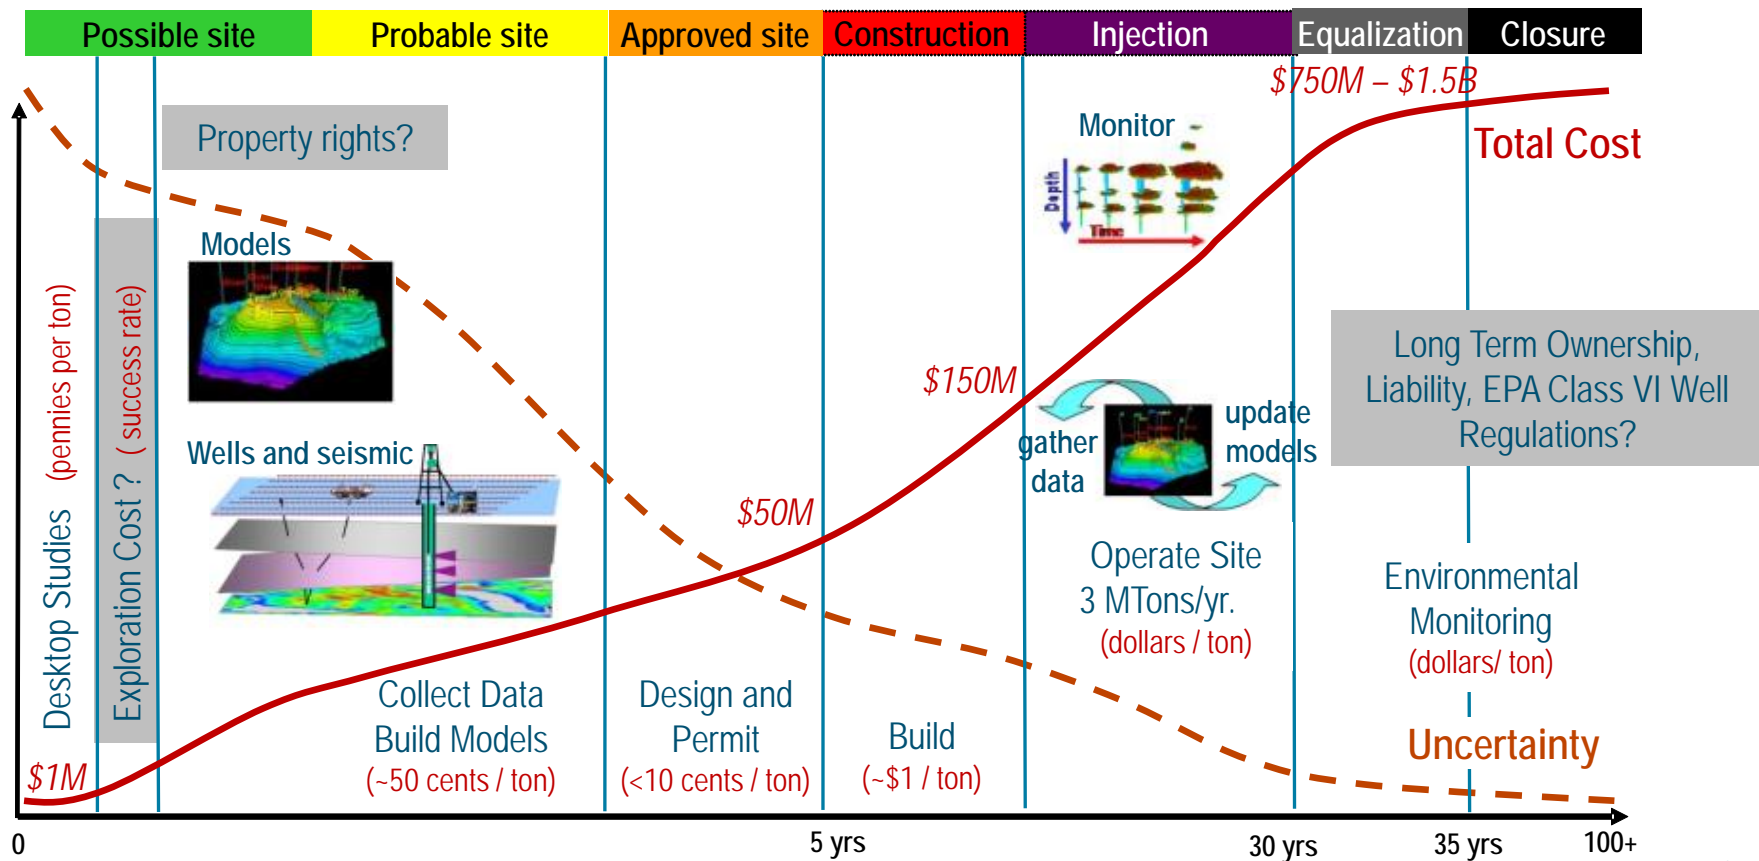 Possible site
Probable site
Approved site
Construction
Injection
Equalization
Closure
$750M – $1.5B
Total Cost
Property rights?
Monitor
Depth
Time
Models
Wells and seismic
Desktop Studies (pennies per ton)
Exploration Cost ? ( success rate)
$1M
$50M
$150M
gather
data
update
models
Long Term Ownership,
Liability, EPA Class VI Well
Regulations?
Operate Site
3 MTons/yr.
(dollars / ton)
Environmental
Monitoring
(dollars/ ton)
Collect Data
Build Models
(~50 cents / ton)
Design and
Permit
(<10 cents / ton)
Build
(~$1 / ton)
Uncertainty
0
5 yrs
30 yrs
35 yrs
100+